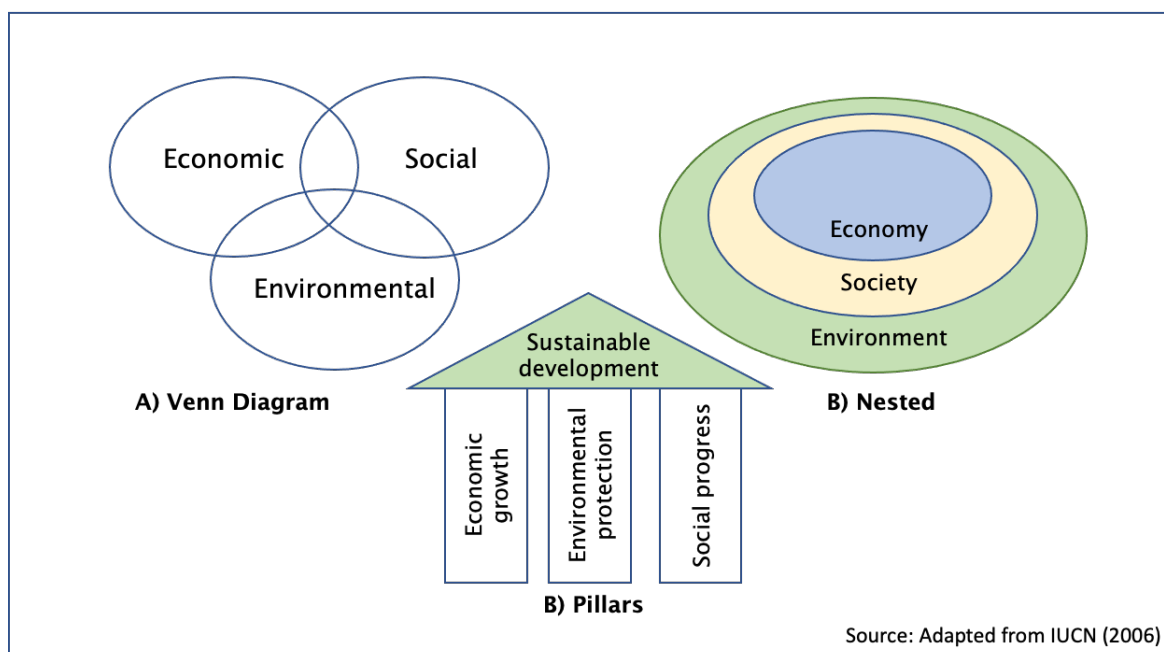 Economic
Social
Environmental
A) Venn Diagram
Sustainable
development
Economic
growth
Environmental
protection
Social progress
B) Pillars
Economy
Society
Environment
B) Nested
Source: Adapted from IUCN (2006)